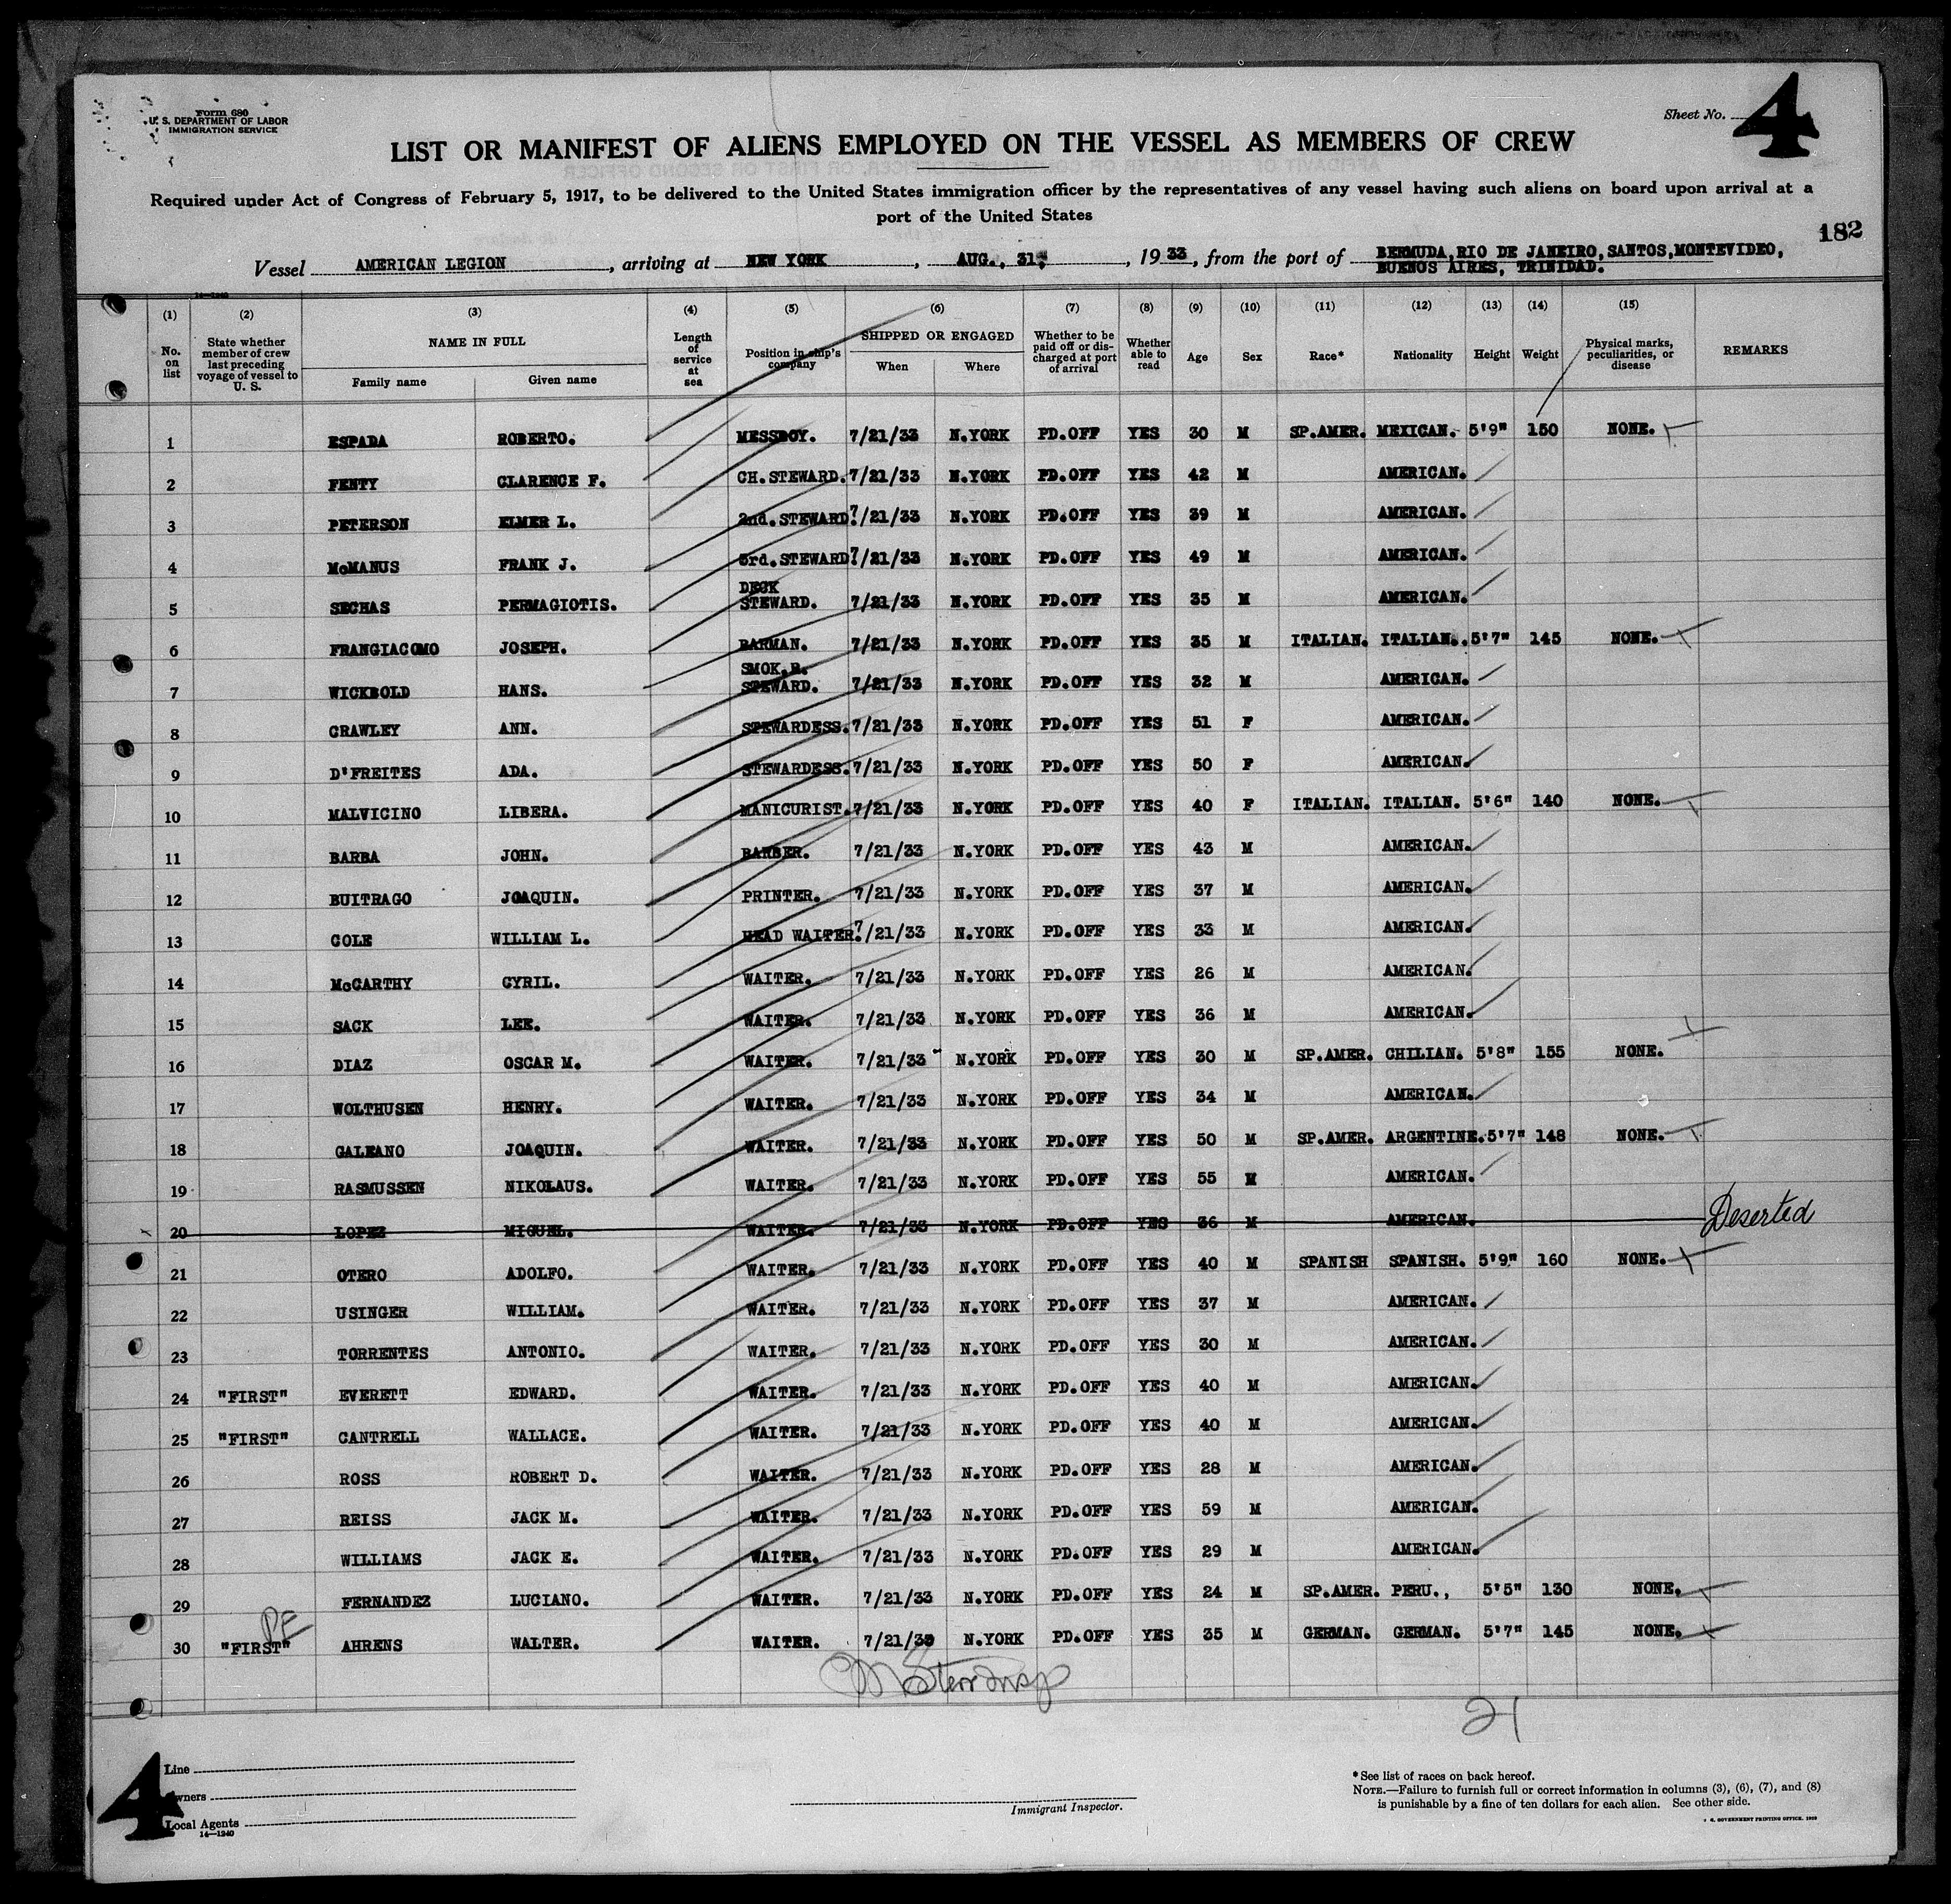 Form 680
U. S. DEPARTMENT OF LABOR
IMMIGRATION SERVICE
Sheet No. 4
LIST OR MANIFEST OF ALIENS EMPLOYED ON THE VESSEL AS MEMBERS OF CREW
Required under Act of Congress of February 5, 1917, to be delivered to the United States immigration officer by the representatives of any vessel having such aliens on board upon arrival at a
port of the United States
182
Vessel AMERICAN LEGION, arriving at NEW YORK, AUG., 31, 1933, from the port of BERMUDA, RIO DE JANEIRO, SANTOS, MONTEVIDEO,
BUENOS AIRES, TRINIDAD.
14—1240
(1) (2) (3) (4) (5) (6) (7) (8) (9) (10) (11) (12) (13) (14) (15)
No. on list State whether member of crew last preceding voyage of vessel to U. S. NAME IN FULL Family name Given name Length of service at sea Position in ship's company SHIPPED OR ENGAGED When Where Whether to be paid off or discharged at port of arrival Whether able to read Age Sex Race* Nationality Height Weight Physical marks, peculiarities, or disease REMARKS
1 ESPADA ROBERTO. MESSBOY. 7/21/33 N.YORK PD.OFF YES 30 M SP.AMER. MEXICAN. 5'9" 150 NONE.
2 FENTY CLARENCE F. CH.STEWARD. 7/21/33 N.YORK PD.OFF YES 42 M AMERICAN.
3 PETERSON ELMER L. 2nd.STEWARD. 7/21/33 N.YORK PD.OFF YES 39 M AMERICAN.
4 McMANUS FRANK J. 3rd.STEWARD. 7/21/33 N.YORK PD.OFF YES 49 M AMERICAN.
5 SECHAS PERMAGIOTIS. DECK STEWARD. 7/21/33 N.YORK PD.OFF YES 35 M AMERICAN.
6 FRANGIACOMO JOSEPH. BARMAN. 7/21/33 N.YORK PD.OFF YES 35 M ITALIAN. ITALIAN. 5'7" 145 NONE.
7 WICKBOLD HANS. SMOK.R. STEWARD. 7/21/33 N.YORK PD.OFF YES 32 M AMERICAN.
8 CRAWLEY ANN. STEWARDESS. 7/21/33 N.YORK PD.OFF YES 51 F AMERICAN.
9 D'FREITES ADA. STEWARDESS. 7/21/33 N.YORK PD.OFF YES 50 F AMERICAN.
10 MALVICINO LIBERA. MANICURIST. 7/21/33 N.YORK PD.OFF YES 40 F ITALIAN. ITALIAN. 5'6" 140 NONE.
11 BARBA JOHN. BARBER. 7/21/33 N.YORK PD.OFF YES 43 M AMERICAN.
12 BUITRAGO JOAQUIN. PRINTER. 7/21/33 N.YORK PD.OFF YES 37 M AMERICAN.
13 COLE WILLIAM L. HEAD WAITER. 7/21/33 N.YORK PD.OFF YES 33 M AMERICAN.
14 McCARTHY CYRIL. WAITER. 7/21/33 N.YORK PD.OFF YES 26 M AMERICAN.
15 SACK LEE. WAITER. 7/21/33 N.YORK PD.OFF YES 36 M AMERICAN.
16 DIAZ OSCAR M. WAITER. 7/21/33 N.YORK PD.OFF YES 30 M SP.AMER. CHILIAN. 5'8" 155 NONE.
17 WOLTHUSEN HENRY. WAITER. 7/21/33 N.YORK PD.OFF YES 34 M AMERICAN.
18 GALEANO JOAQUIN. WAITER. 7/21/33 N.YORK PD.OFF YES 50 M SP.AMER. ARGENTINE. 5'7" 148 NONE.
19 RASMUSSEN NIKOLAUS. WAITER. 7/21/33 N.YORK PD.OFF YES 55 M AMERICAN.
20 LOPEZ MIGUEL. WAITER. 7/21/33 N.YORK PD.OFF YES 36 M AMERICAN. Deserted
21 OTERO ADOLFO. WAITER. 7/21/33 N.YORK PD.OFF YES 40 M SPANISH SPANISH. 5'9" 160 NONE.
22 USINGER WILLIAM. WAITER. 7/21/33 N.YORK PD.OFF YES 37 M AMERICAN.
23 TORRENTES ANTONIO. WAITER. 7/21/33 N.YORK PD.OFF YES 30 M AMERICAN.
24 "FIRST" EVERETT EDWARD. WAITER. 7/21/33 N.YORK PD.OFF YES 40 M AMERICAN.
25 "FIRST" CANTRELL WALLACE. WAITER. 7/21/33 N.YORK PD.OFF YES 40 M AMERICAN.
26 ROSS ROBERT D. WAITER. 7/21/33 N.YORK PD.OFF YES 28 M AMERICAN.
27 REISS JACK M. WAITER. 7/21/33 N.YORK PD.OFF YES 59 M AMERICAN.
28 WILLIAMS JACK E. WAITER. 7/21/33 N.YORK PD.OFF YES 29 M AMERICAN.
29 FERNANDEZ LUCIANO. WAITER. 7/21/33 N.YORK PD.OFF YES 24 M SP.AMER. PERU., 5'5" 130 NONE.
PE
30 "FIRST" AHRENS WALTER. WAITER. 7/21/33 N.YORK PD.OFF YES 35 M GERMAN. GERMAN. 5'7" 145 NONE.
21
4
Line
Owners
Local Agents
14—1240
Immigrant Inspector.
* See list of races on back hereof.
NOTE.—Failure to furnish full or correct information in columns (3), (6), (7), and (8)
is punishable by a fine of ten dollars for each alien. See other side.
GOVERNMENT PRINTING OFFICE.